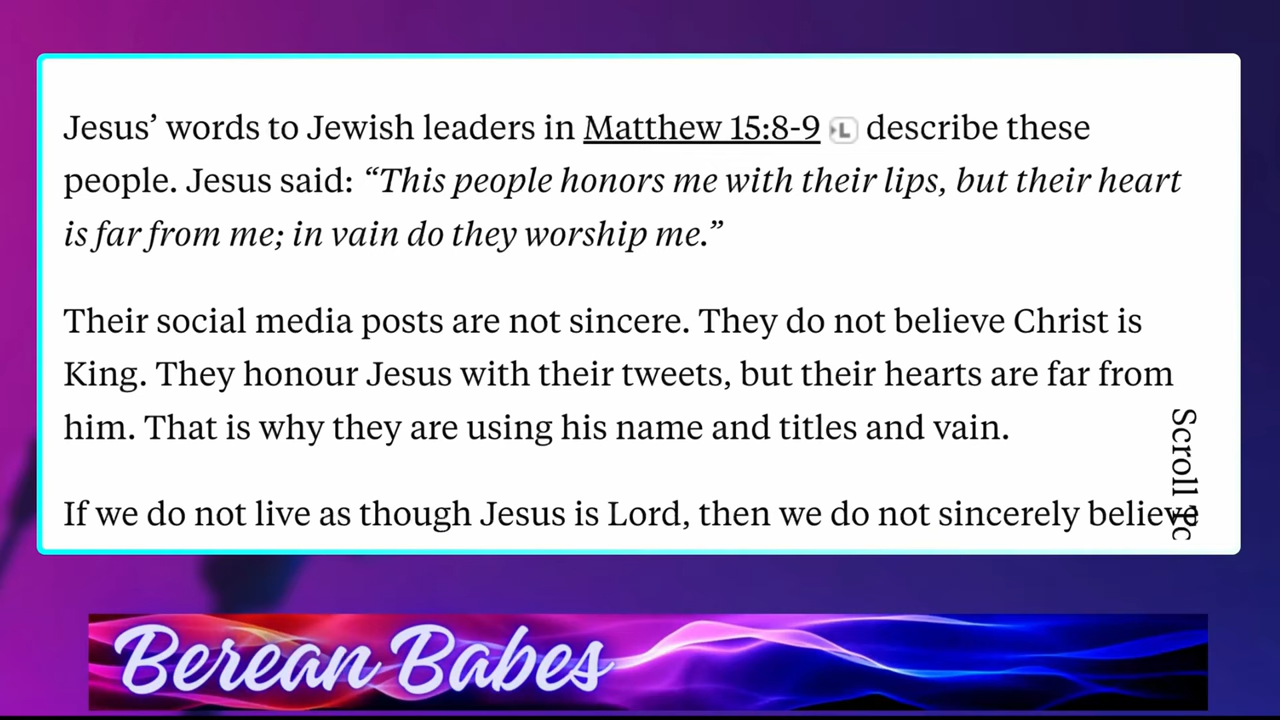 Jesus’ words to Jewish leaders in Matthew 15:8-9 L describe these
people. Jesus said: “This people honors me with their lips, but their heart
is far from me; in vain do they worship me.”
Their social media posts are not sincere. They do not believe Christ is
King. They honour Jesus with their tweets, but their hearts are far from
him. That is why they are using his name and titles and vain.
If we do not live as though Jesus is Lord, then we do not sincerely believe
Scroll
Berean Babes